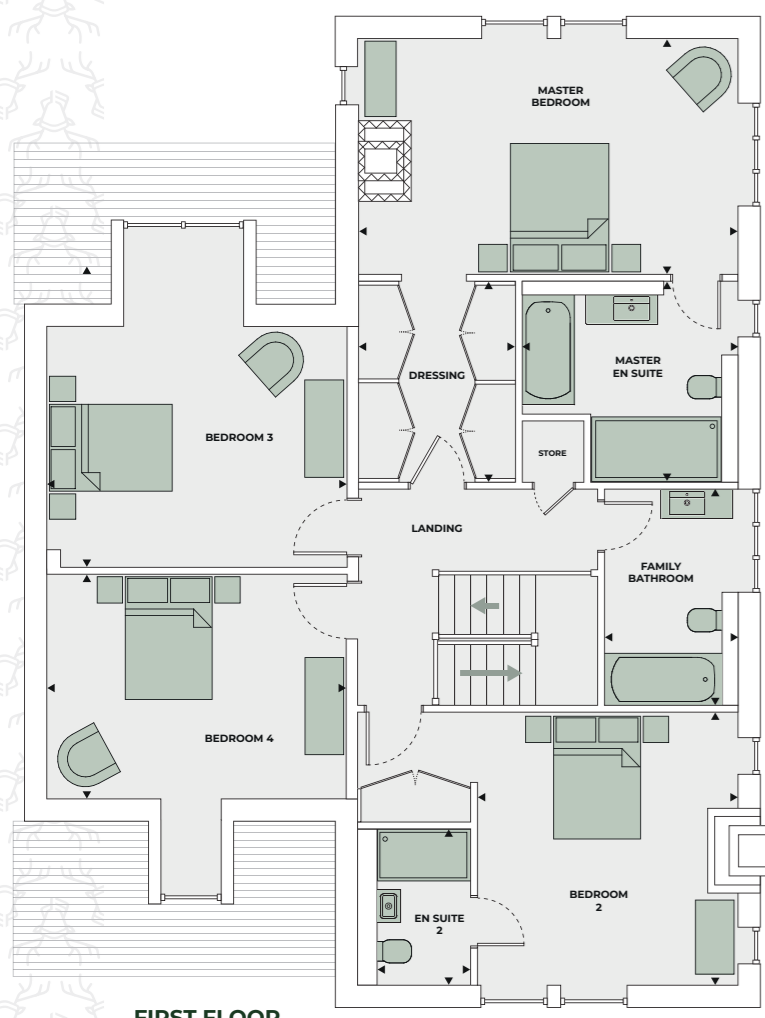 MASTER
BEDROOM
MASTER
EN SUITE
DRESSING
BEDROOM 3
STORE
LANDING
FAMILY
BATHROOM
BEDROOM 4
BEDROOM
2
EN SUITE
2
FIRST FLOOR